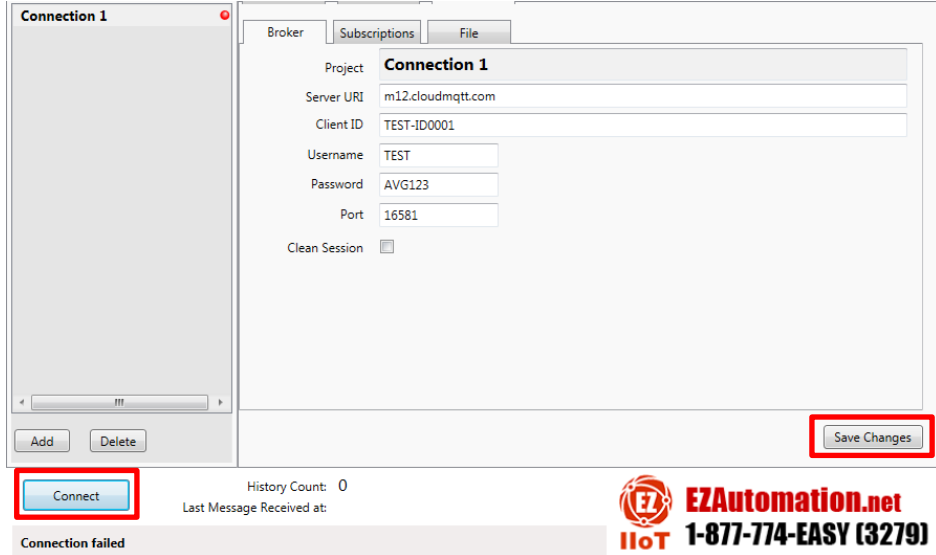 Connection 1
Broker Subscriptions File
Project Connection 1
Server URI m12.cloudmqtt.com
Client ID TEST-ID0001
Username TEST
Password AVG123
Port 16581
Clean Session
Add Delete
Save Changes
Connect
History Count: 0
Last Message Received at:
Connection failed
EZ
IIoT
EZAutomation.net
1-877-774-EASY (3279)